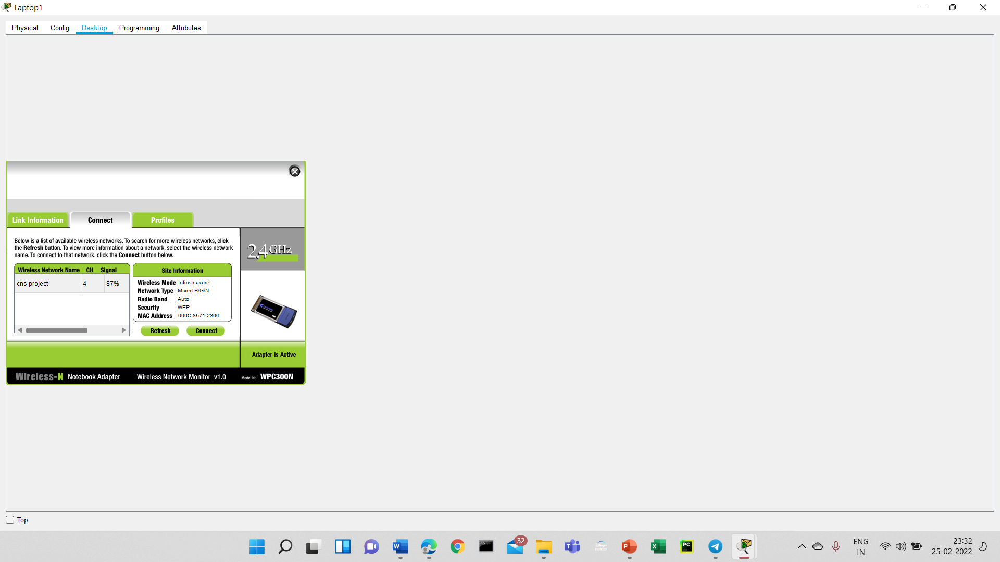 Laptop1
Physical Config Desktop Programming Attributes
Link Information Connect Profiles
Below is a list of available wireless networks. To search for more wireless networks, click
the Refresh button. To view more information about a network, select the wireless network
name. To connect to that network, click the Connect button below.
2.4GHz
Wireless Network Name CH Signal
cns project 4 87%
Site Information
Wireless Mode Infrastructure
Network Type Mixed B/G/N
Radio Band Auto
Security WEP
MAC Address 000C.8571.2306
Refresh Connect
Adapter is Active
Wireless-N Notebook Adapter Wireless Network Monitor v1.0 Model No. WPC300N
Top
32
W
T
P
X
PC
ENG
IN
23:32
25-02-2022